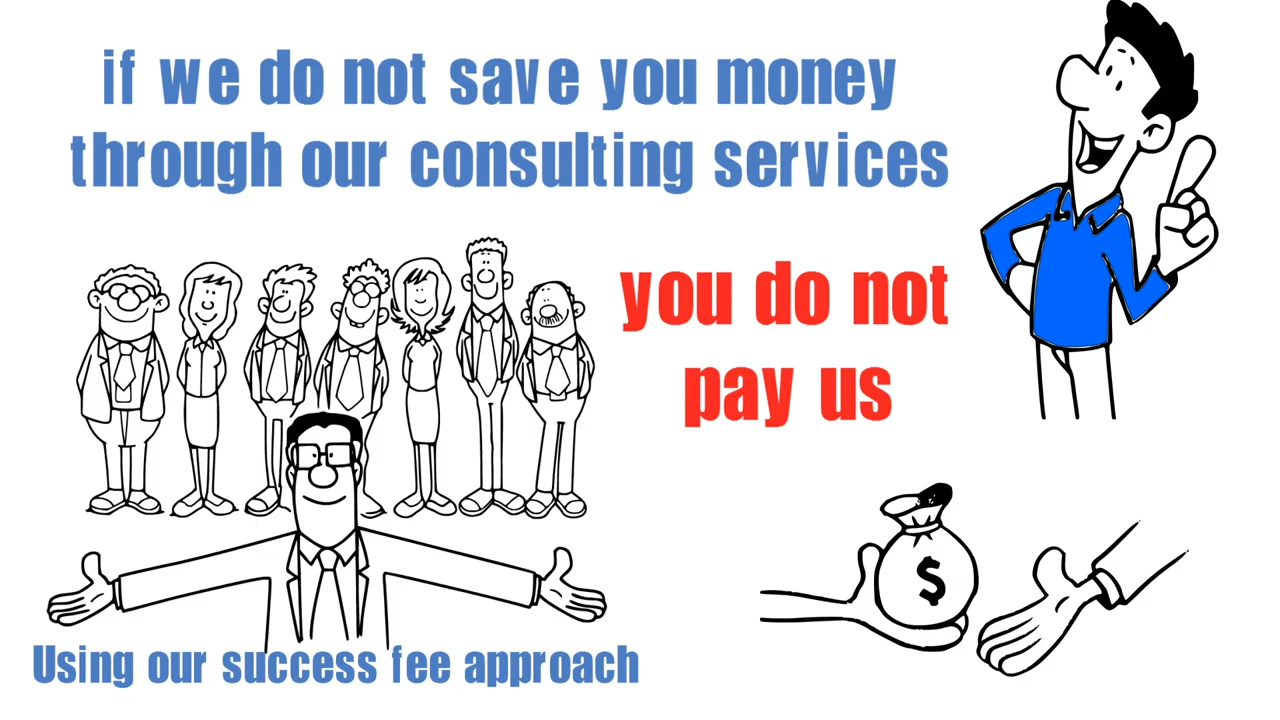 if we do not save you money
through our consulting services
you do not
pay us
$
Using our success fee approach